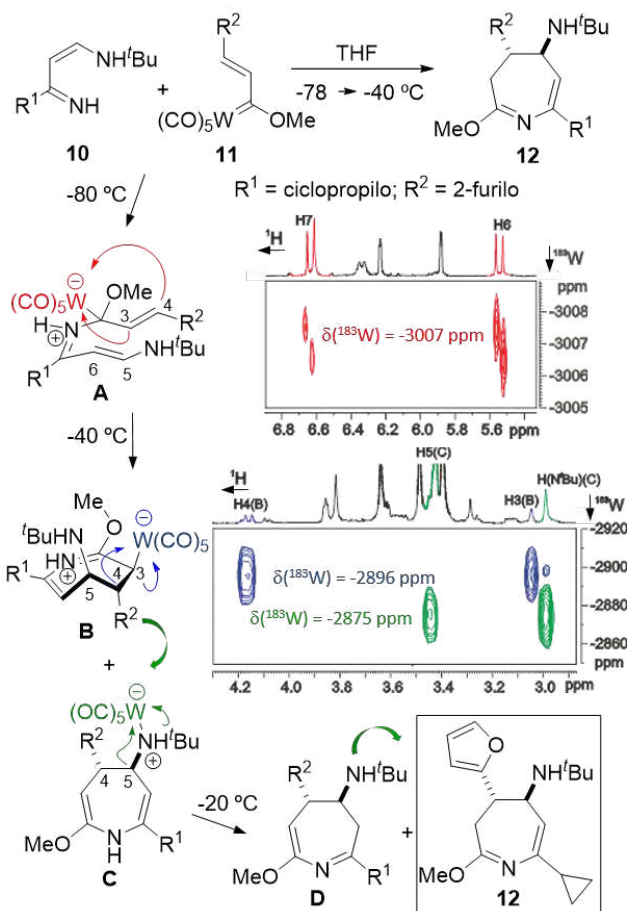 R²
NHᵗBu
NHᵗBu
R¹
NH
+
R²
(CO)₅W
OMe
THF
-78 → -40 ºC
R²
NHᵗBu
MeO
N
R¹
10
11
12
-80 ºC
R¹ = ciclopropilo; R² = 2-furilo
H7
¹H
H6
¹⁸³W
ppm
-3008
-3007
-3006
-3005
δ(¹⁸³W) = -3007 ppm
6.8 6.6 6.4 6.2 6.0 5.8 5.6 ppm
W
(CO)₅
OMe
4
3
R²
HN
NHᵗBu
R¹
6
5
A
-40 ºC
¹H
H4(B)
H5(C)
H3(B)
H(NᵗBu)(C)
¹⁸³W
-2920
-2900
-2880
-2860
ppm
δ(¹⁸³W) = -2896 ppm
δ(¹⁸³W) = -2875 ppm
4.2 4.0 3.8 3.6 3.4 3.2 3.0 ppm
Me
ᵗBuHN
O
W(CO)₅
HN
R¹
4
3
5
R²
B
+
(OC)₅W
R²
NHᵗBu
4
5
MeO
N
H
R¹
C
-20 ºC
R²
NHᵗBu
MeO
N
R¹
D
+
O
NHᵗBu
MeO
N
12